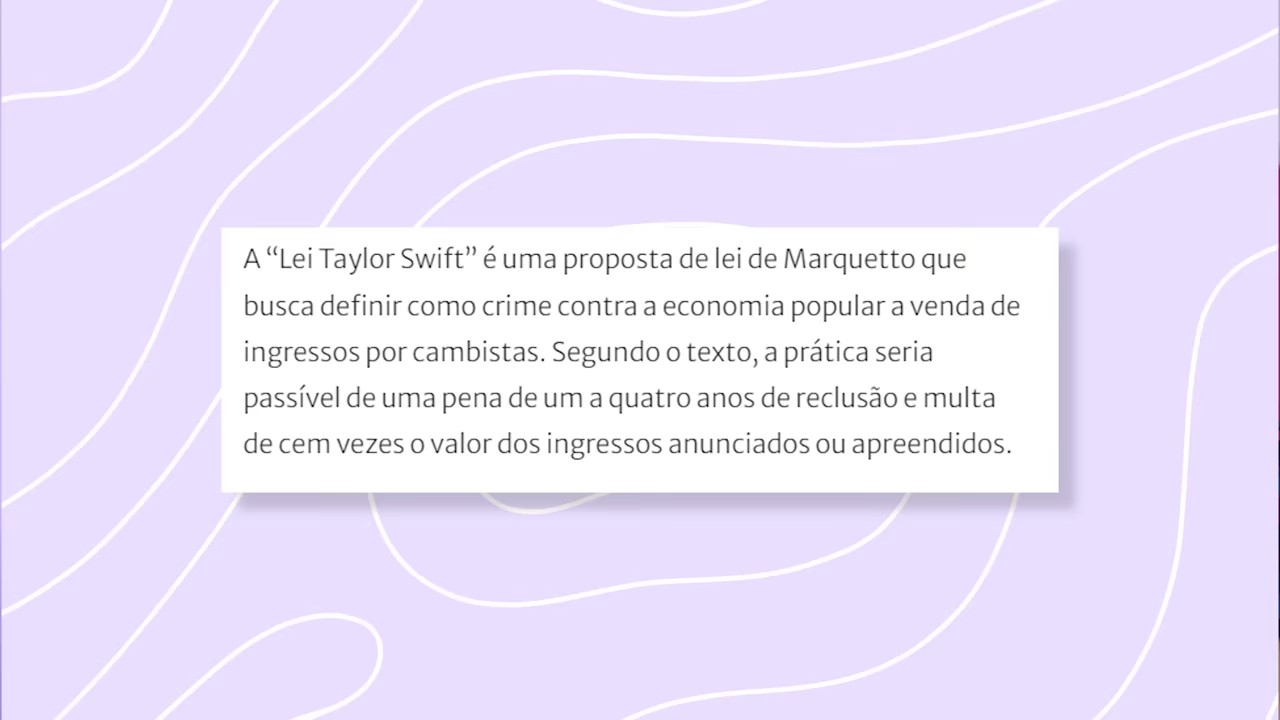 A “Lei Taylor Swift” é uma proposta de lei de Marquetto que
busca definir como crime contra a economia popular a venda de
ingressos por cambistas. Segundo o texto, a prática seria
passível de uma pena de um a quatro anos de reclusão e multa
de cem vezes o valor dos ingressos anunciados ou apreendidos.